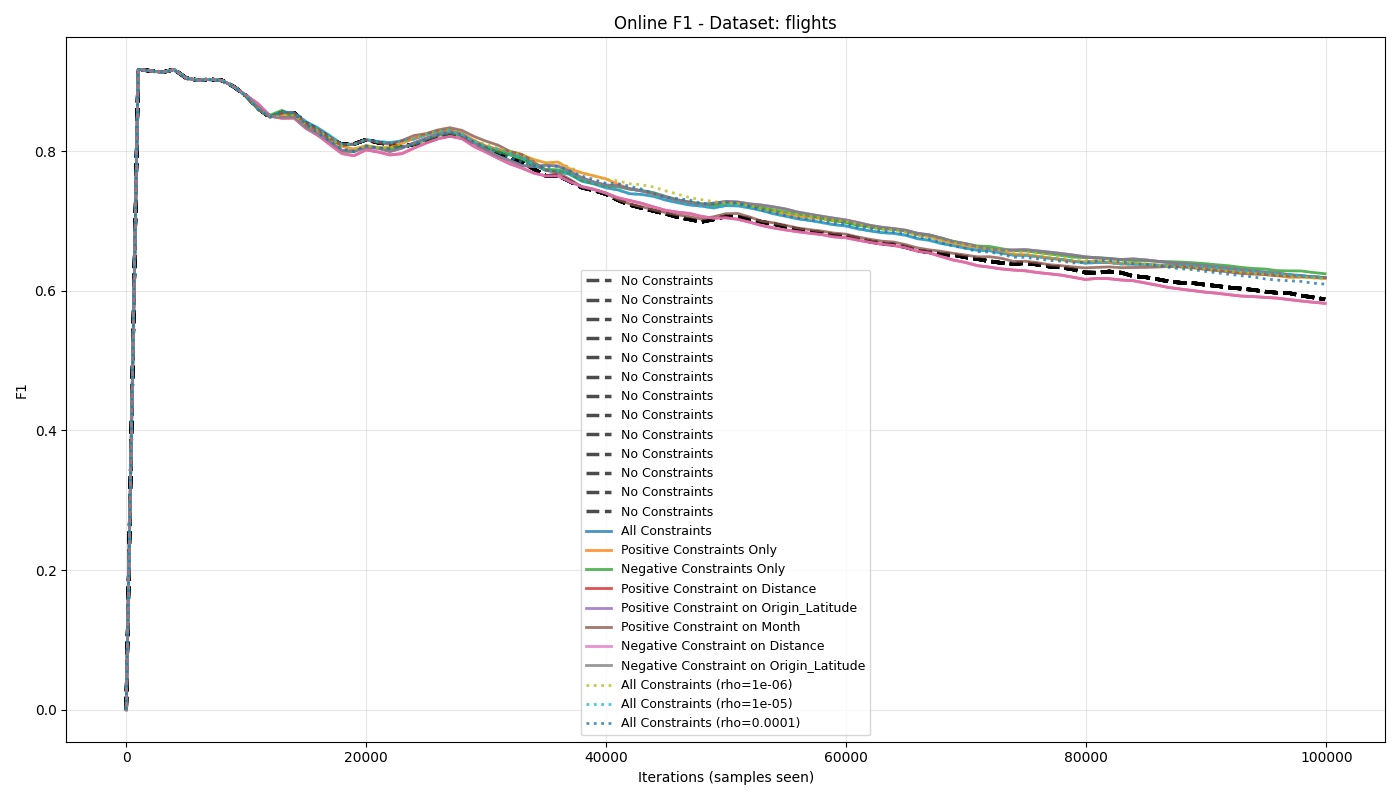 Online F1 - Dataset: flights
F1
0.8
0.6
0.4
0.2
0.0
No Constraints
No Constraints
No Constraints
No Constraints
No Constraints
No Constraints
No Constraints
No Constraints
No Constraints
No Constraints
No Constraints
No Constraints
No Constraints
All Constraints
Positive Constraints Only
Negative Constraints Only
Positive Constraint on Distance
Positive Constraint on Origin_Latitude
Positive Constraint on Month
Negative Constraint on Distance
Negative Constraint on Origin_Latitude
All Constraints (rho=1e-06)
All Constraints (rho=1e-05)
All Constraints (rho=0.0001)
0 20000 40000 60000 80000 100000
Iterations (samples seen)